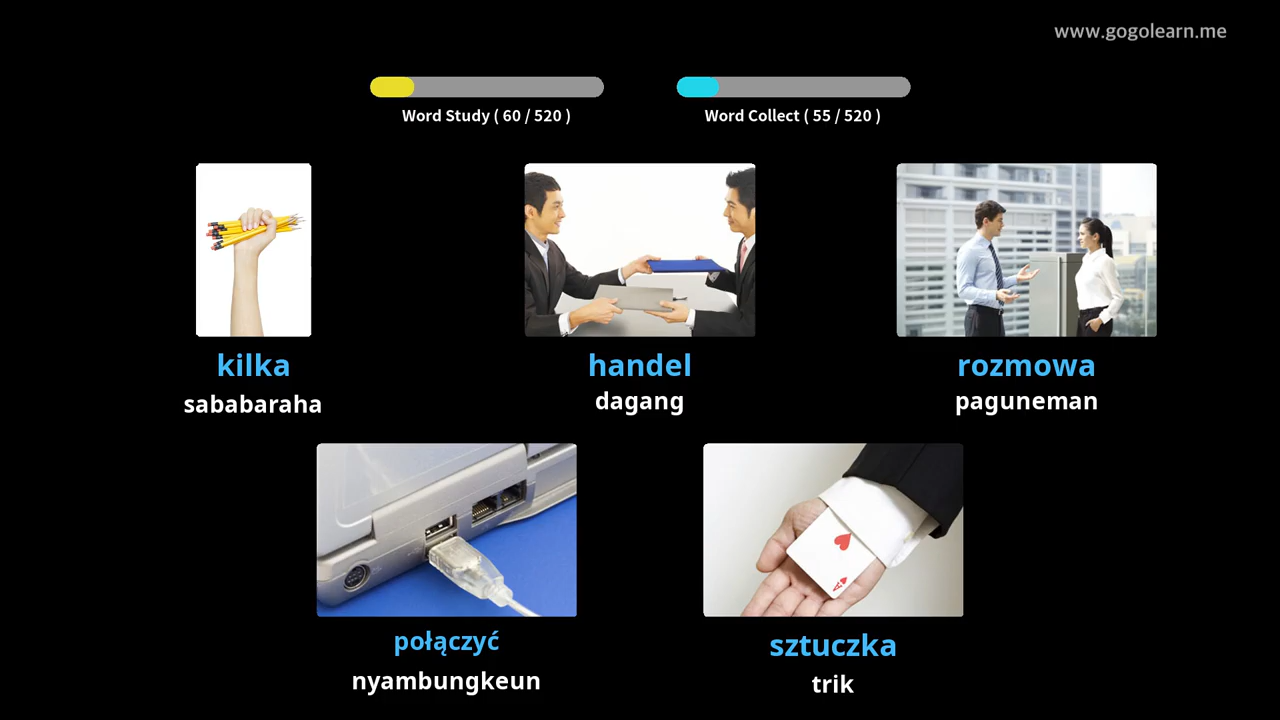 www.gogolearn.me
Word Study ( 60 / 520 )
Word Collect ( 55 / 520 )
kilka
sababaraha
handel
dagang
rozmowa
paguneman
połączyć
nyambungkeun
sztuczka
trik